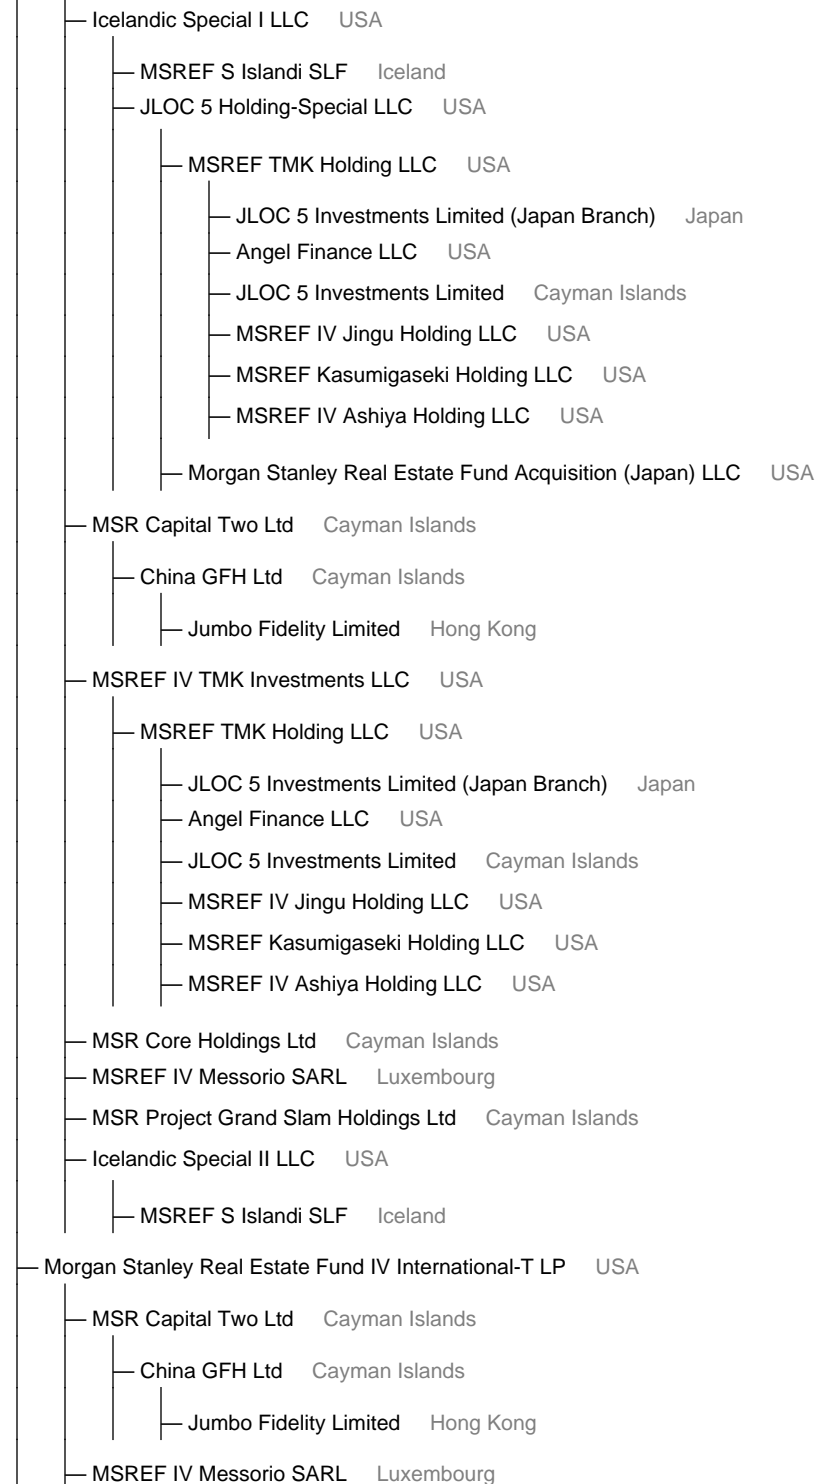 Icelandic Special I LLC USA
MSREF S Islandi SLF Iceland
JLOC 5 Holding-Special LLC USA
MSREF TMK Holding LLC USA
JLOC 5 Investments Limited (Japan Branch) Japan
Angel Finance LLC USA
JLOC 5 Investments Limited Cayman Islands
MSREF IV Jingu Holding LLC USA
MSREF Kasumigaseki Holding LLC USA
MSREF IV Ashiya Holding LLC USA
Morgan Stanley Real Estate Fund Acquisition (Japan) LLC USA
MSR Capital Two Ltd Cayman Islands
China GFH Ltd Cayman Islands
Jumbo Fidelity Limited Hong Kong
MSREF IV TMK Investments LLC USA
MSREF TMK Holding LLC USA
JLOC 5 Investments Limited (Japan Branch) Japan
Angel Finance LLC USA
JLOC 5 Investments Limited Cayman Islands
MSREF IV Jingu Holding LLC USA
MSREF Kasumigaseki Holding LLC USA
MSREF IV Ashiya Holding LLC USA
MSR Core Holdings Ltd Cayman Islands
MSREF IV Messorio SARL Luxembourg
MSR Project Grand Slam Holdings Ltd Cayman Islands
Icelandic Special II LLC USA
MSREF S Islandi SLF Iceland
Morgan Stanley Real Estate Fund IV International-T LP USA
MSR Capital Two Ltd Cayman Islands
China GFH Ltd Cayman Islands
Jumbo Fidelity Limited Hong Kong
MSREF IV Messorio SARL Luxembourg